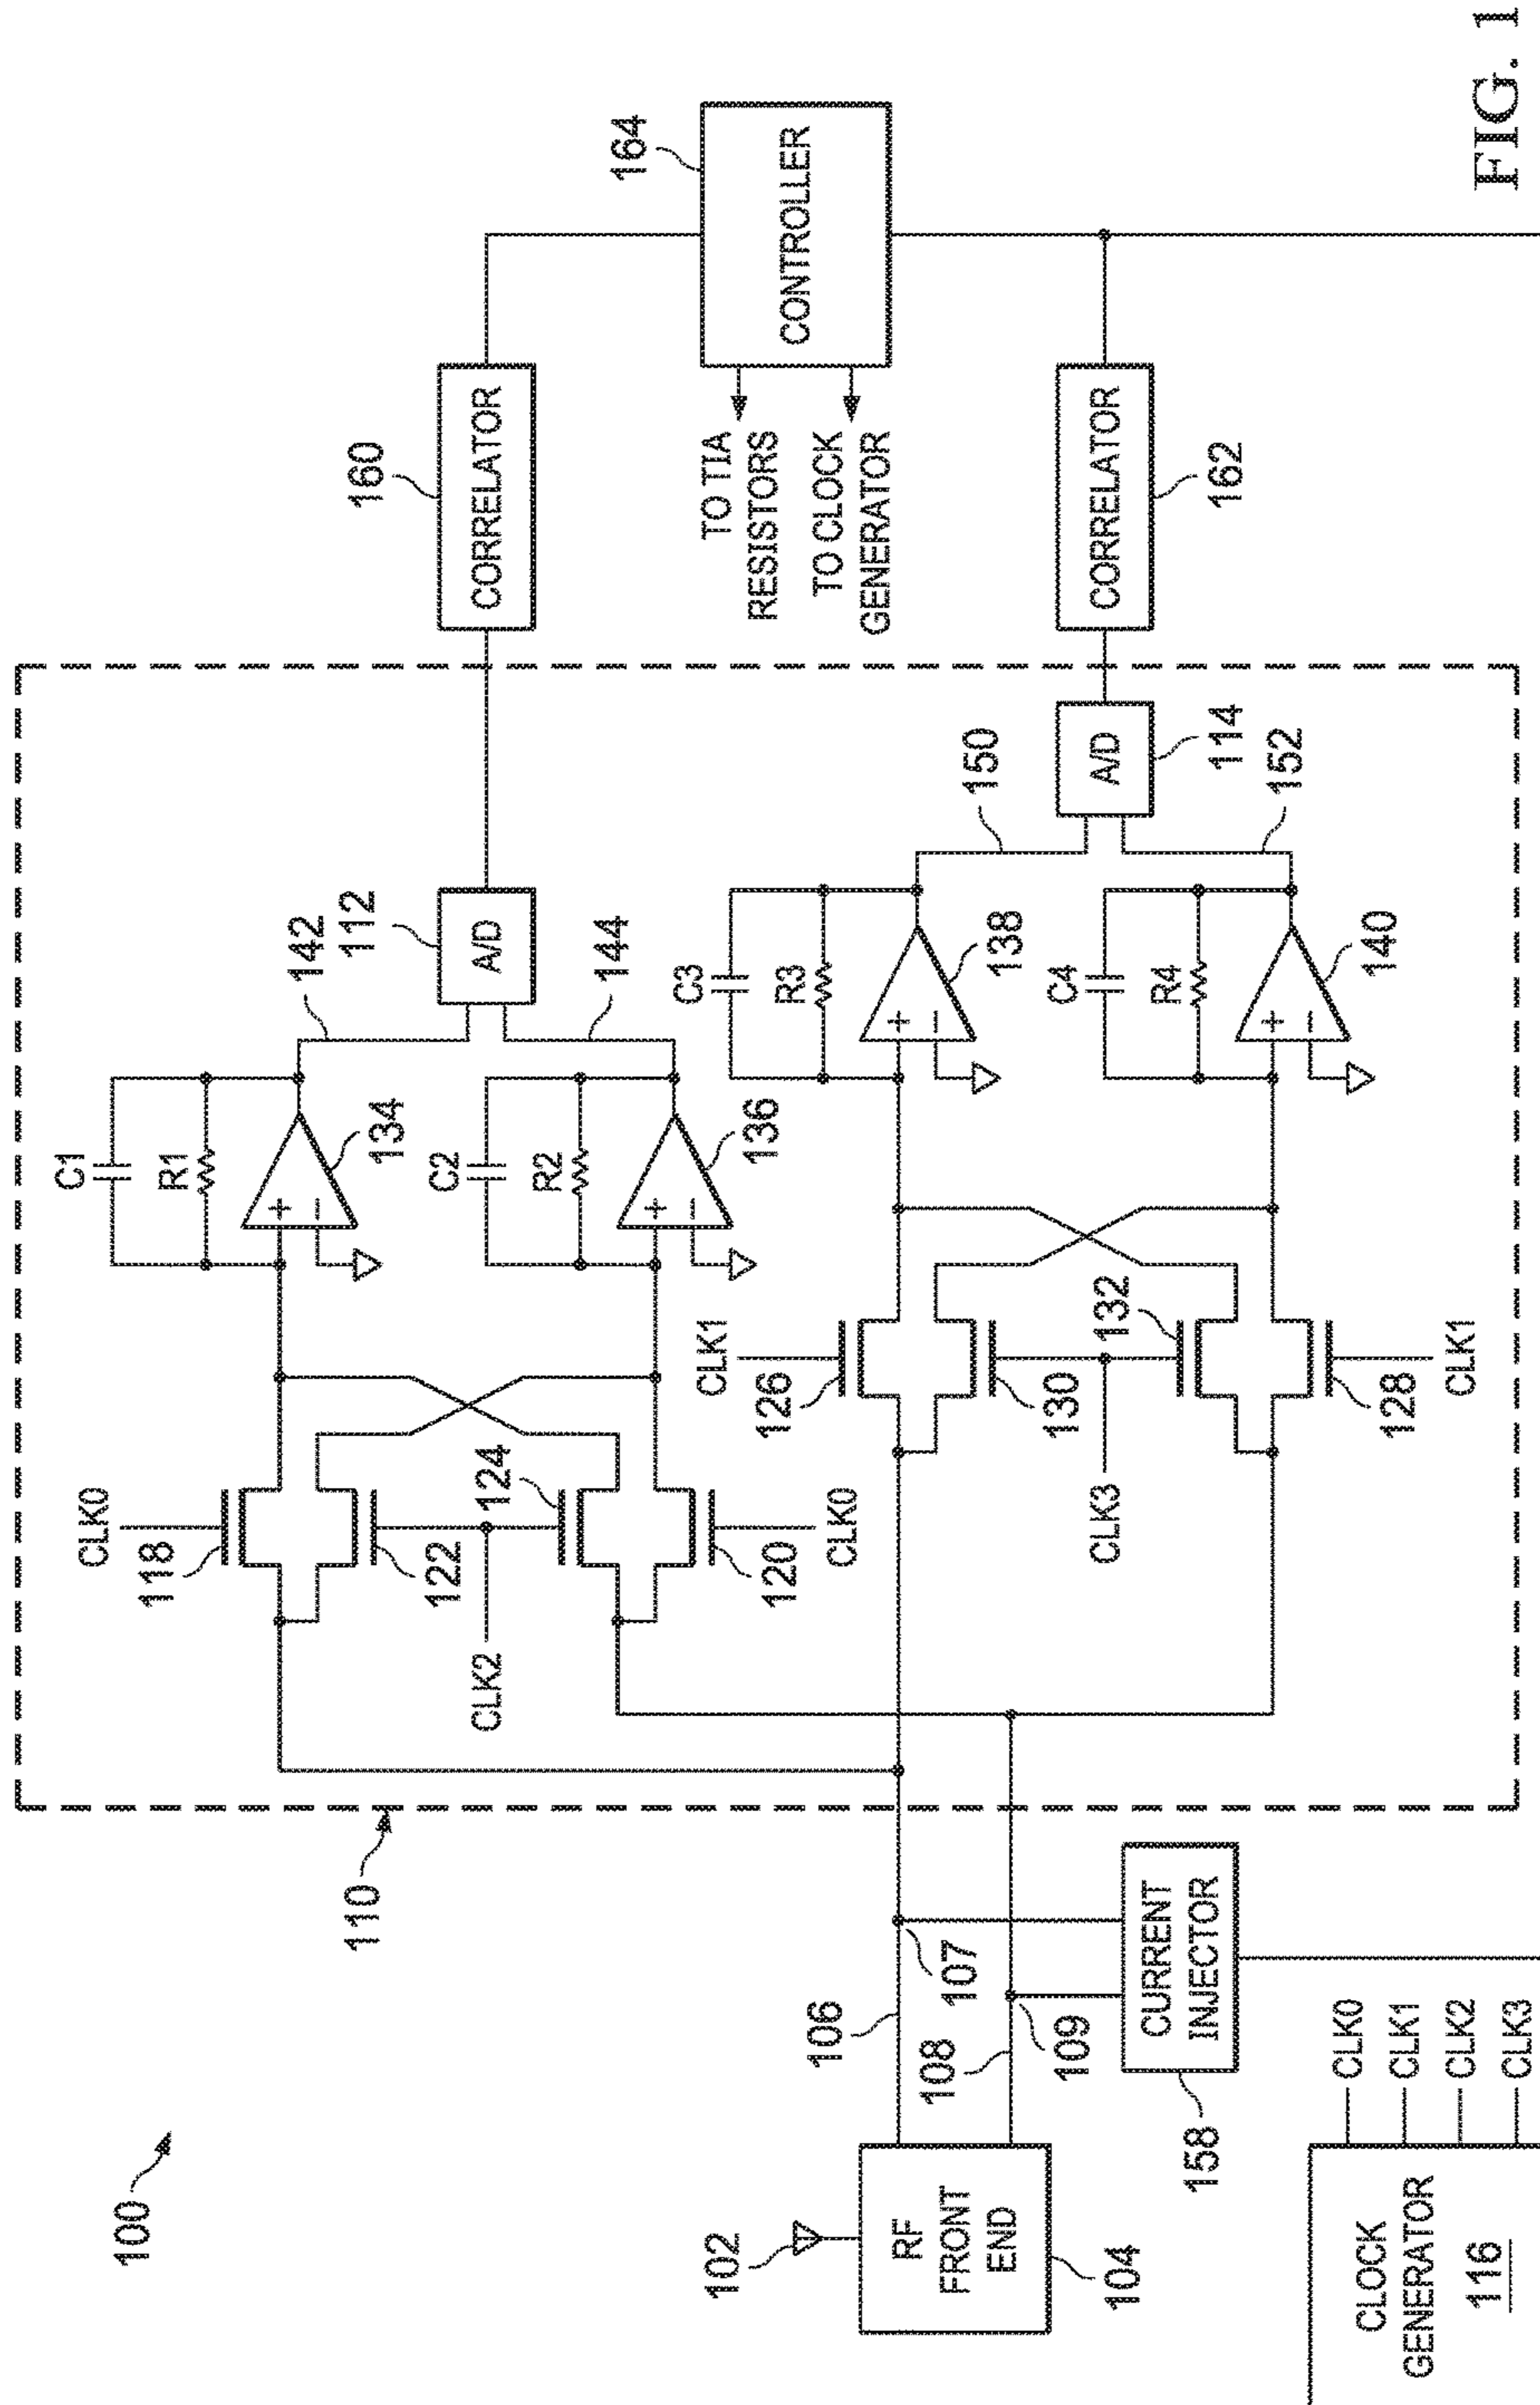 100
102
RF
FRONT
END
104
106
108
107
109
CURRENT
INJECTOR
158
CLOCK
GENERATOR
116
CLK0
CLK1
CLK2
CLK3
110
CLK0
118
122
CLK2
124
120
CLK0
C1
R1
+
−
134
C2
R2
+
−
136
142
144
112
A/D
CLK1
126
130
CLK3
132
128
CLK1
C3
R3
+
−
138
C4
R4
+
−
140
150
152
A/D
114
160
CORRELATOR
CORRELATOR
162
164
CONTROLLER
TO TIA
RESISTORS
TO CLOCK
GENERATOR
FIG. 1